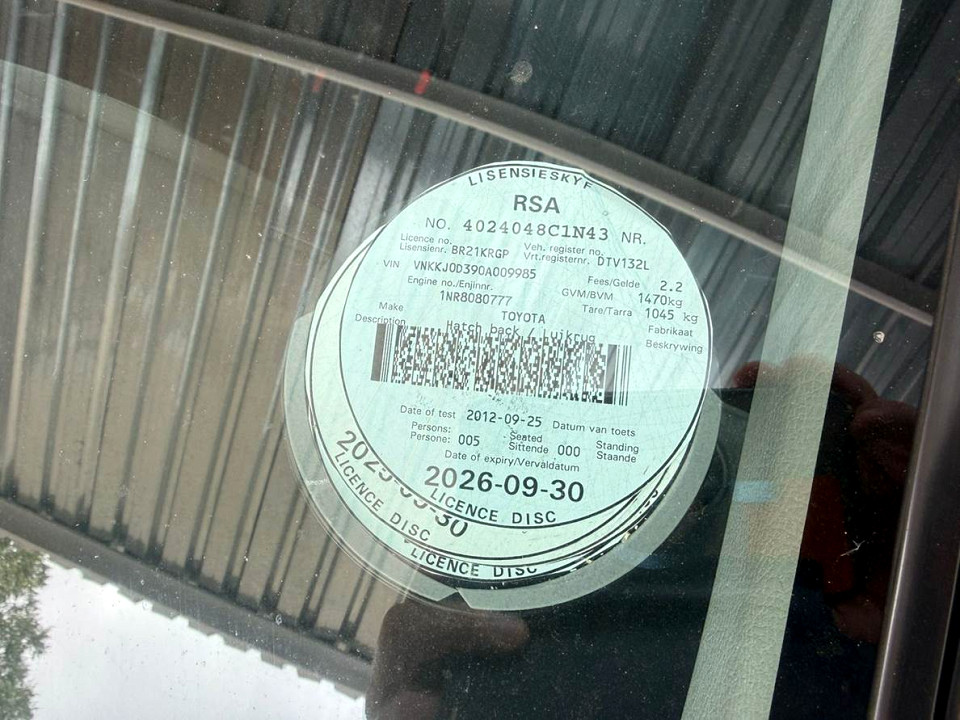 LISENSIESKYF
RSA
NO. 4024048C1N43 NR.
Licence no. Veh. register no.
Lisensienr. BR21KRGP Vrt.registernr. DTV132L
VIN VNKKJ0D390A009985 Fees/Gelde 2.2
Engine no./Enjinnr. GVM/BVM 1470kg
1NR8080777 Tare/Tarra 1045 kg
Make TOYOTA Fabrikaat
Description Hatch back / Luikrug Beskrywing
Date of test 2012-09-25 Datum van toets
Persons: Seated Standing
Persone: 005 Sittende 000 Staande
Date of expiry/Vervaldatum
2026-09-30
LICENCE DISC
LICENCE DISC
LICENCE DISC